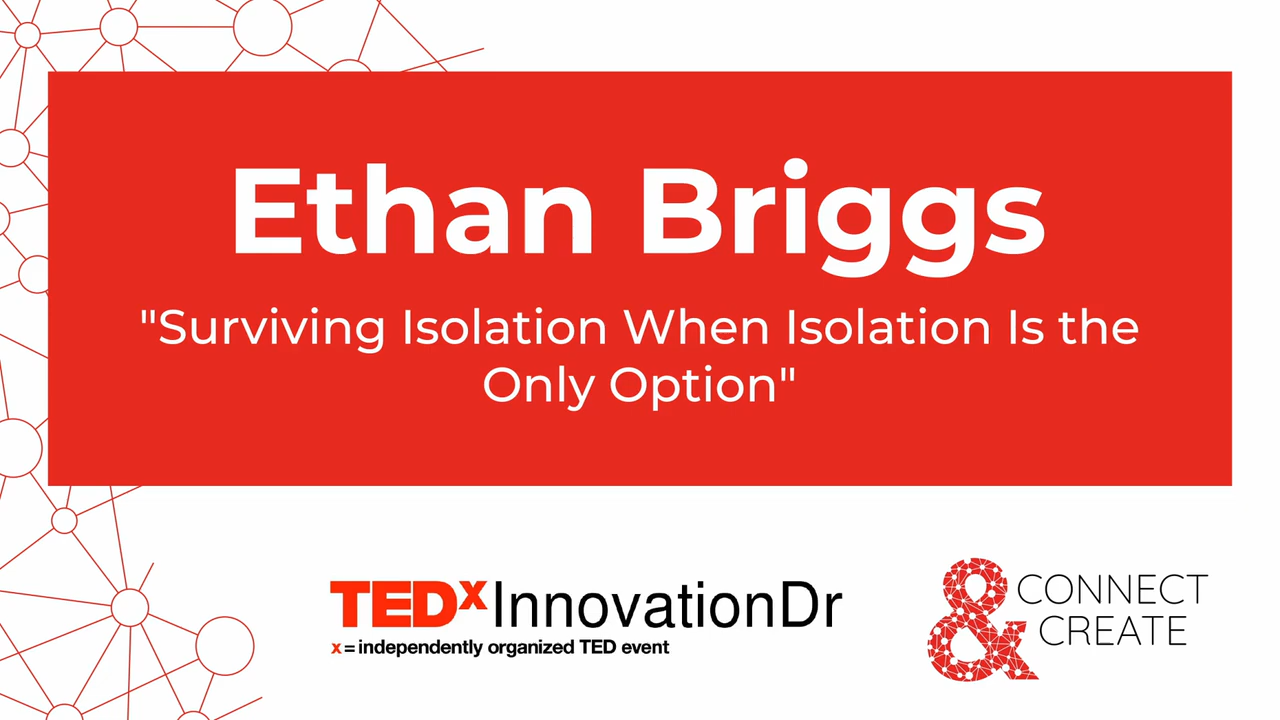 Ethan Briggs
"Surviving Isolation When Isolation Is the
Only Option"
TEDxInnovationDr
x = independently organized TED event
& CONNECT
CREATE